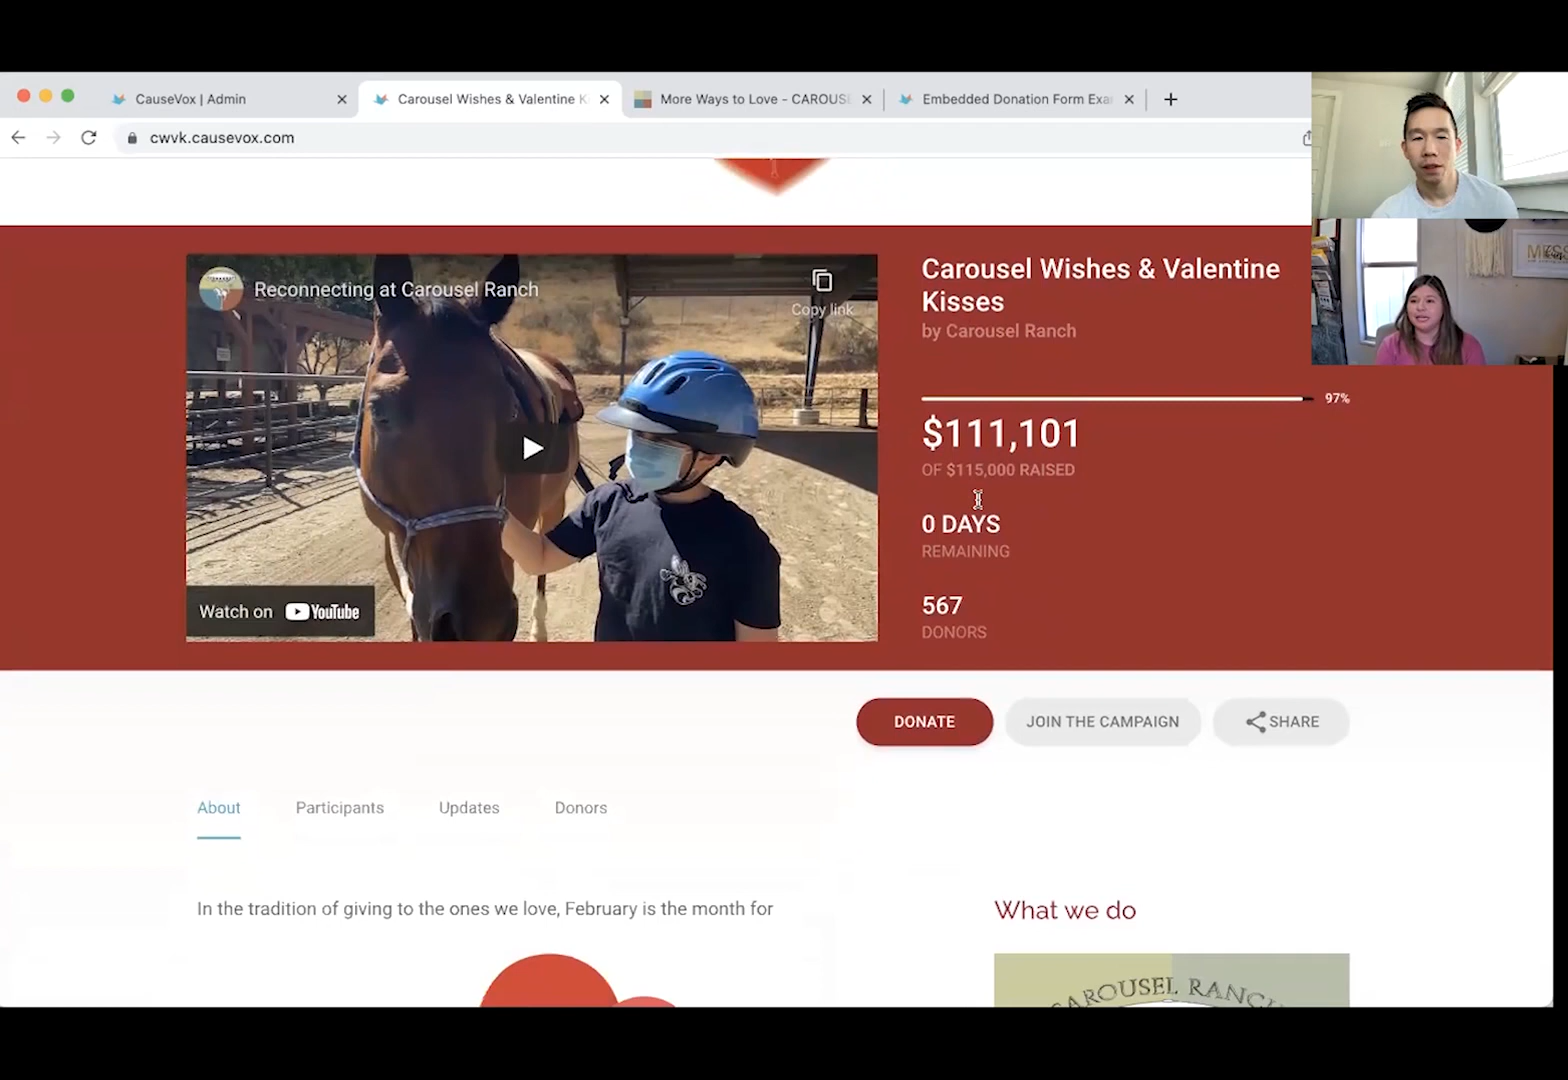 CauseVox | Admin
Carousel Wishes & Valentine K
More Ways to Love - CAROUS
Embedded Donation Form Exa
cwvk.causevox.com
Reconnecting at Carousel Ranch
Copy link
Watch on YouTube
Carousel Wishes & Valentine
Kisses
by Carousel Ranch
97%
$111,101
OF $115,000 RAISED
0 DAYS
REMAINING
567
DONORS
DONATE
JOIN THE CAMPAIGN
SHARE
About
Participants
Updates
Donors
In the tradition of giving to the ones we love, February is the month for
What we do
CAROUSEL RANCH